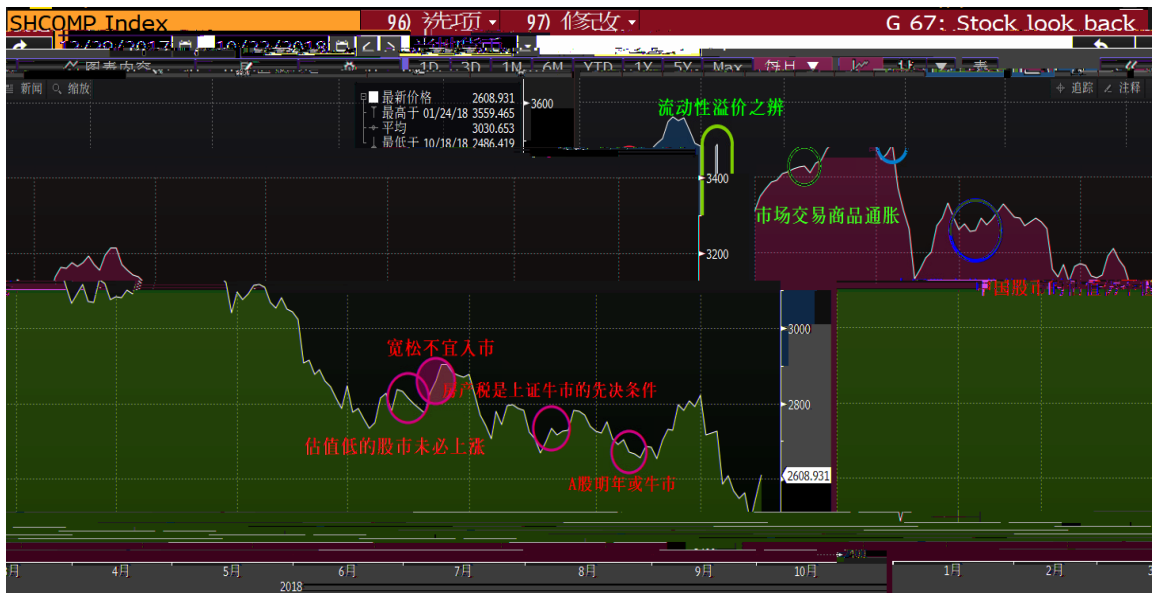 SHCOMP Index 96) 选项 97) 修改 G 67: Stock look back
1D 3D 1M 6M YTD 1Y 5Y Max 每日
新闻 缩放 追踪 注释
最新价格 2608.931
最高于 01/24/18 3559.465
平均 3030.653
最低于 10/18/18 2486.419
3600
流动性溢价之辨
3400
市场交易商品通胀
3200
中国股市
3000
宽松不宜入市
房产税是上证牛市的先决条件
2800
估值低的股市未必上涨
A股明年或牛市
2608.931
4月 5月 6月 7月 8月 9月 10月 1月 2月
2018